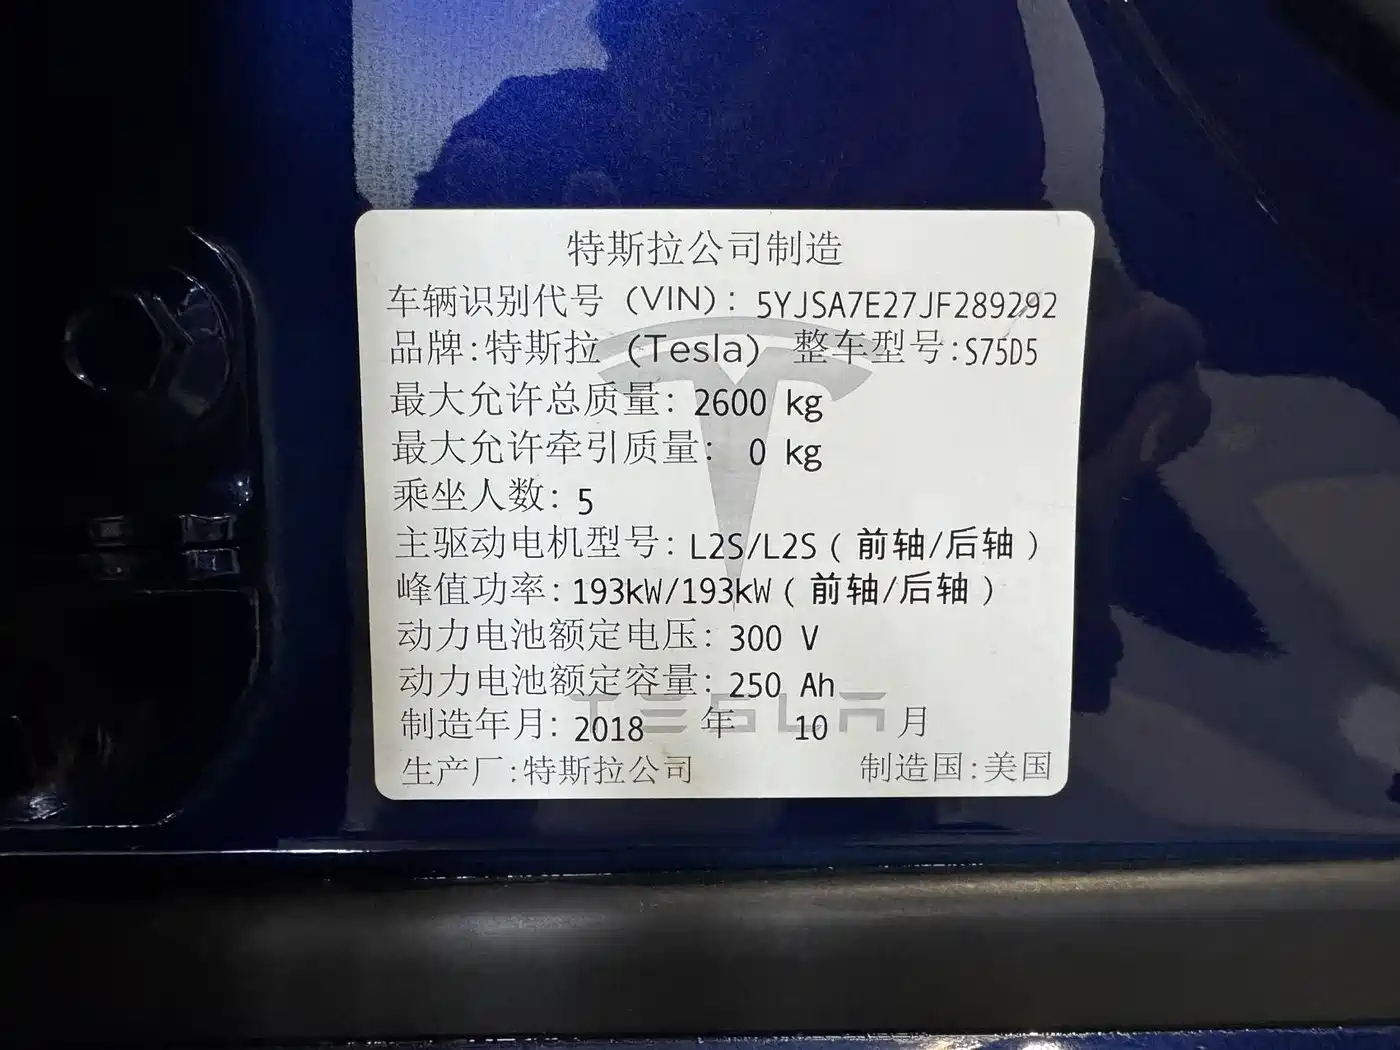 特斯拉公司制造
车辆识别代号 (VIN): 5YJSA7E27JF289292
品牌:特斯拉 (Tesla) 整车型号:S75D5
最大允许总质量: 2600 kg
最大允许牵引质量: 0 kg
乘坐人数: 5
主驱动电机型号: L2S/L2S ( 前轴/后轴 )
峰值功率: 193kW/193kW ( 前轴/后轴 )
动力电池额定电压: 300 V
动力电池额定容量: 250 Ah
TESLA
制造年月: 2018 年 10 月
生产厂:特斯拉公司 制造国:美国